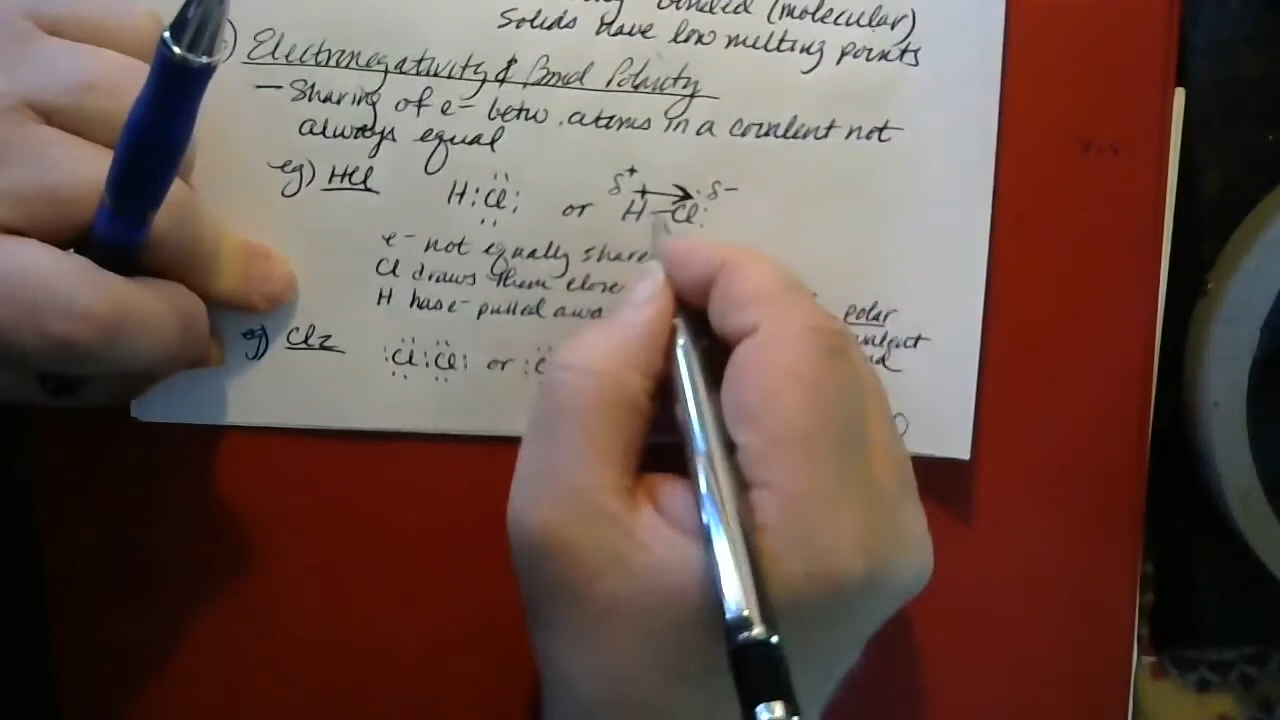 bonded (molecular)
Solids have low melting points
Electronegativity & Bond Polarity
— Sharing of e- betw. atoms in a covalent not
always equal
eg) HCl H:Cl: or δ+ H—Cl: δ-
e- not equally share
Cl draws them close
H has e- pulled awa
polar
eg) Cl2 :Cl:Cl: or :C